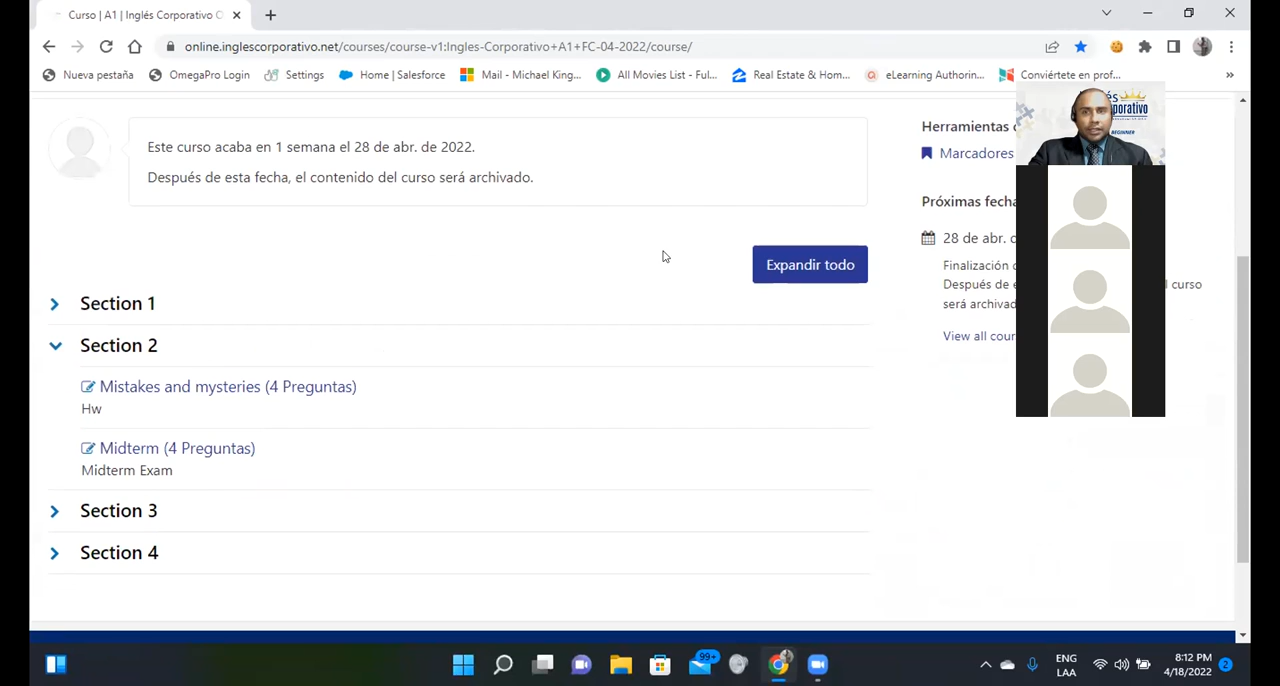 Curso | A1 | Inglés Corporativo O
online.inglescorporativo.net/courses/course-v1:Ingles-Corporativo+A1+FC-04-2022/course/
Nueva pestaña
OmegaPro Login
Settings
Home | Salesforce
Mail - Michael King...
All Movies List - Ful...
Real Estate & Hom...
eLearning Authorin...
Conviértete en prof...
»
Este curso acaba en 1 semana el 28 de abr. de 2022.
Después de esta fecha, el contenido del curso será archivado.
Expandir todo
Section 1
Section 2
Mistakes and mysteries (4 Preguntas)
Hw
Midterm (4 Preguntas)
Midterm Exam
Section 3
Section 4
Herramientas
Marcadores
Próximas fecha
28 de abr.
Finalización
Después de
l curso
será archivad
View all cour
és
porativo
BEGINNER
99+
ENG
LAA
8:12 PM
4/18/2022
2